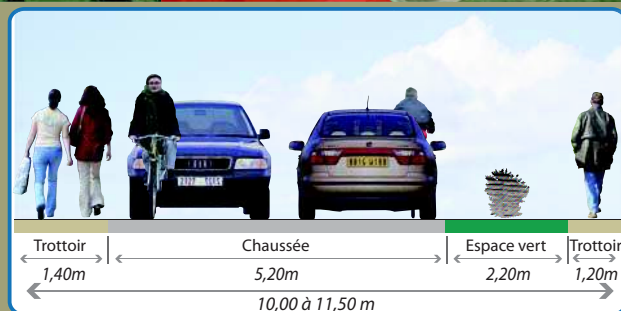 Trottoir Chaussée Espace vert Trottoir
1,40m 5,20m 2,20m 1,20m
10,00 à 11,50 m